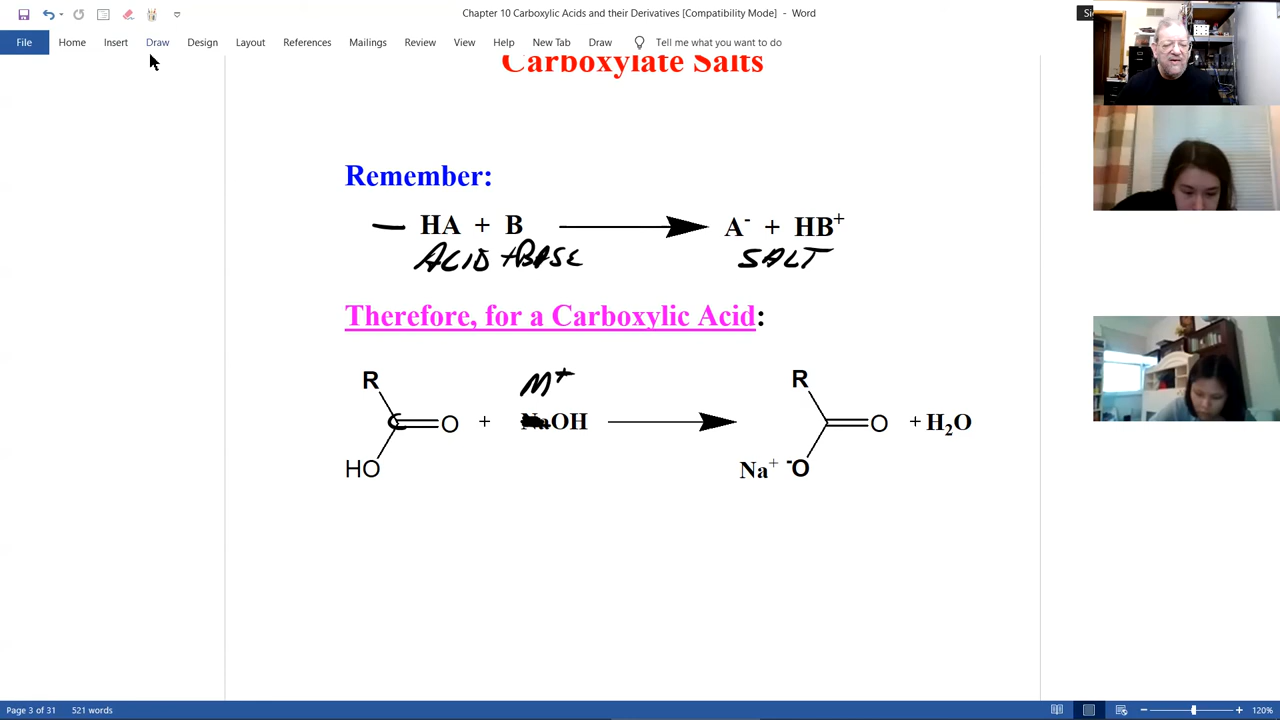 Chapter 10 Carboxylic Acids and their Derivatives [Compatibility Mode] - Word
File Home Insert Draw Design Layout References Mailings Review View Help New Tab Draw Tell me what you want to do
Carboxylate Salts
Remember:
HA + B A⁻ + HB⁺
ACID + BASE SALT
Therefore, for a Carboxylic Acid:
R M⁺ R
C O + OH O + H₂O
HO Na⁺ ⁻O
Page 3 of 31 521 words 120%